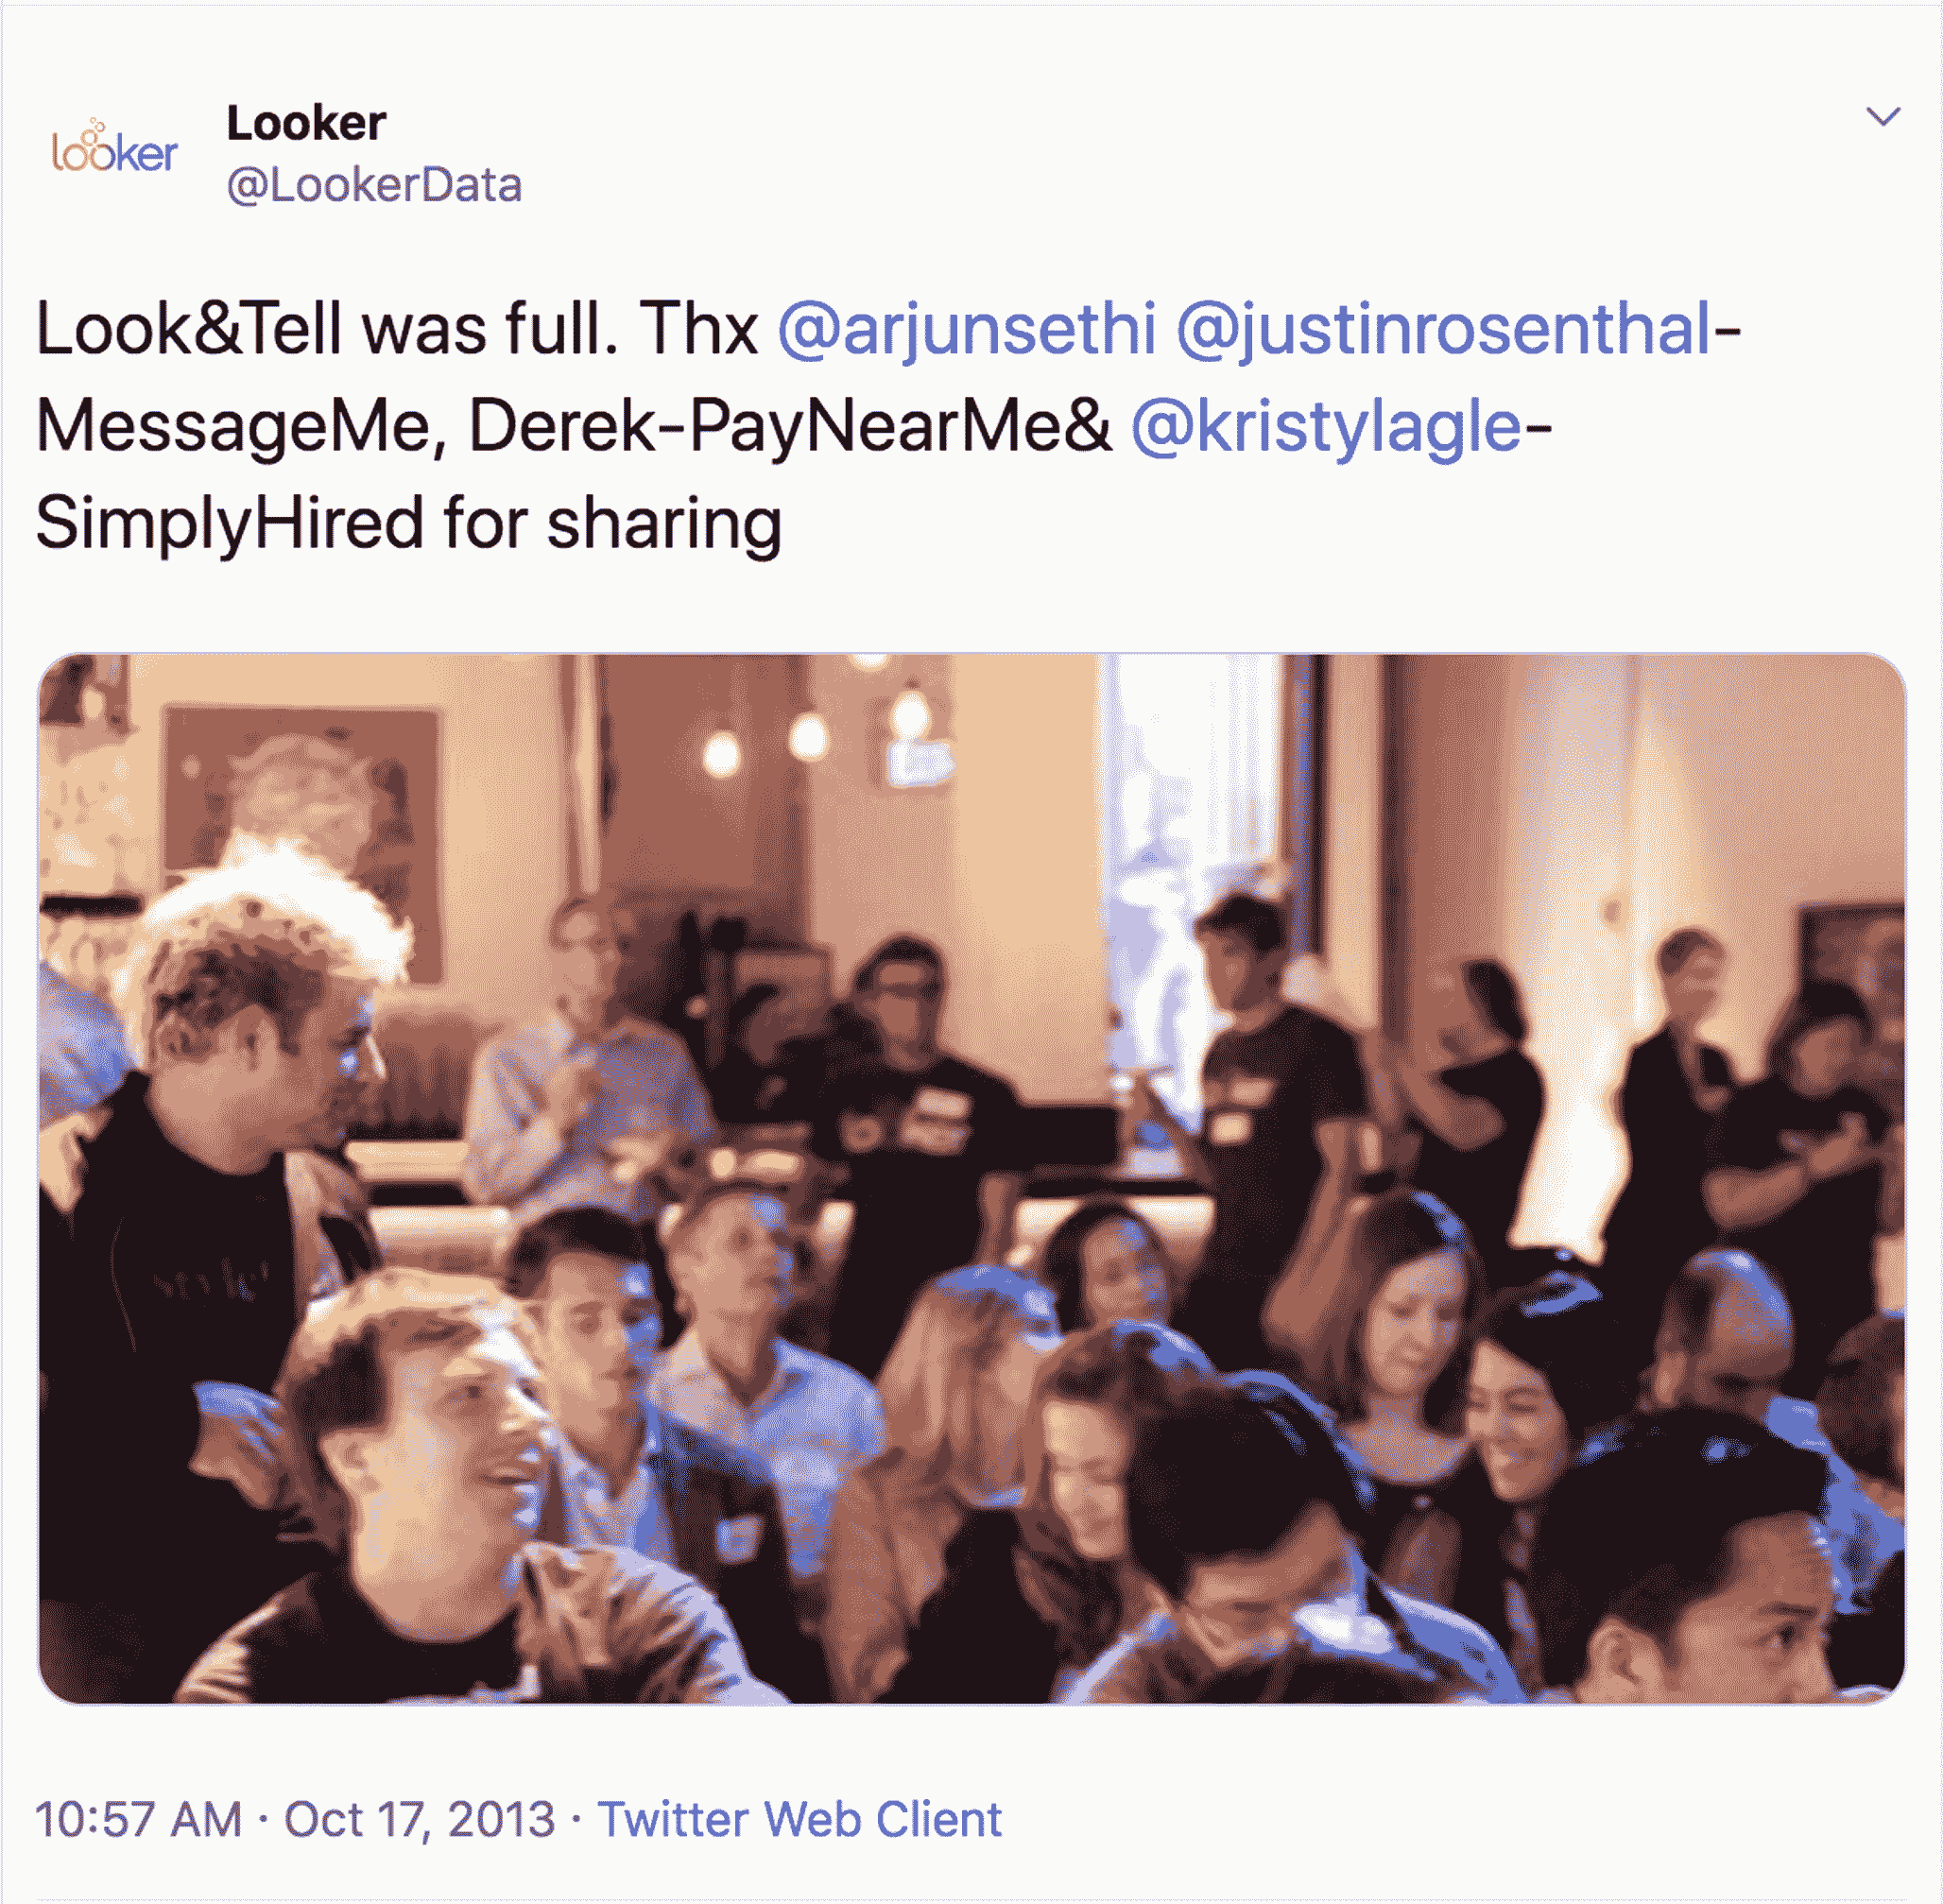 looker
Looker
@LookerData
Look&Tell was full. Thx @arjunsethi @justinrosenthal-
MessageMe, Derek-PayNearMe& @kristylagle-
SimplyHired for sharing
10:57 AM · Oct 17, 2013 · Twitter Web Client